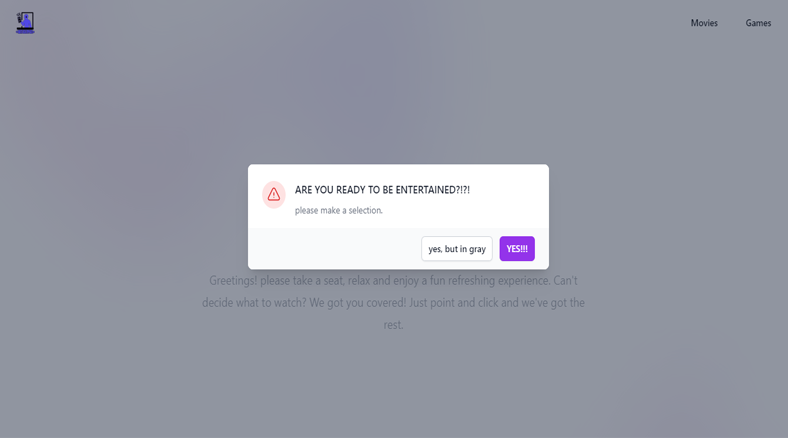 Movies Games
ARE YOU READY TO BE ENTERTAINED?!?!
please make a selection.
yes, but in gray YES!!!
Greetings! please take a seat, relax and enjoy a fun refreshing experience. Can't
decide what to watch? We got you covered! Just point and click and we've got the
rest.